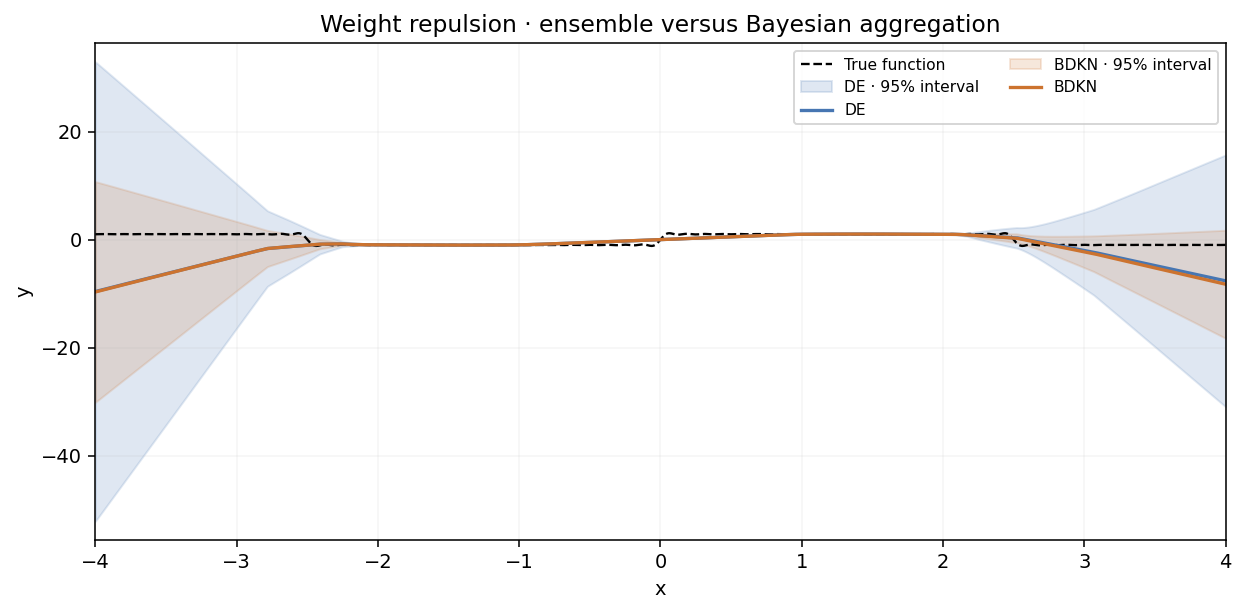 Weight repulsion · ensemble versus Bayesian aggregation
True function
DE · 95% interval
DE
BDKN · 95% interval
BDKN
y
20
0
−20
−40
−4 −3 −2 −1 0 1 2 3 4
x